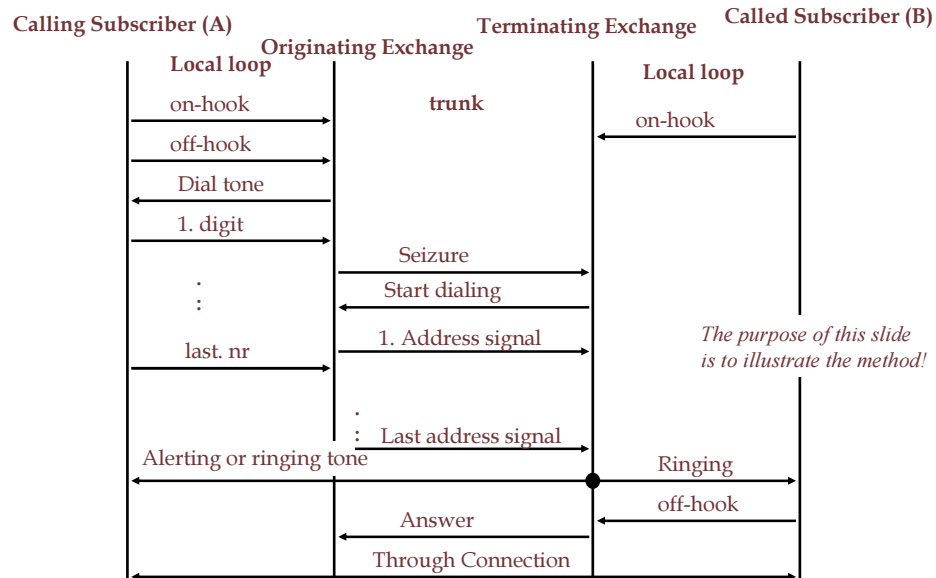 Calling Subscriber (A)
Terminating Exchange
Called Subscriber (B)
Originating Exchange
Local loop
trunk
Local loop
on-hook
on-hook
off-hook
Dial tone
1. digit
Seizure
Start dialing
1. Address signal
The purpose of this slide
is to illustrate the method!
last. nr
Last address signal
Alerting or ringing tone
Ringing
off-hook
Answer
Through Connection